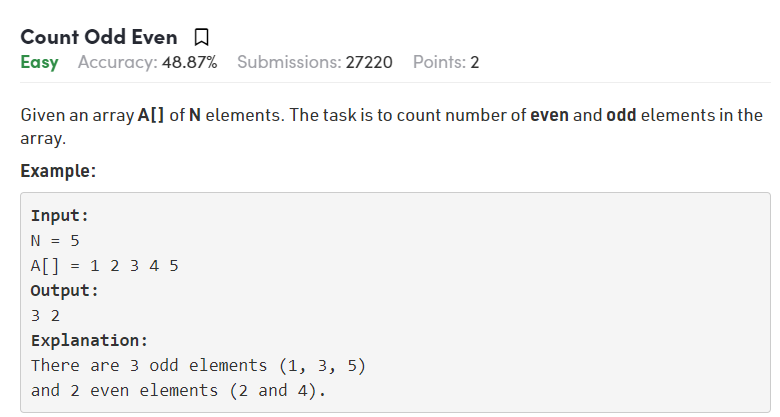 Count Odd Even
Easy Accuracy: 48.87% Submissions: 27220 Points: 2
Given an array A[] of N elements. The task is to count number of even and odd elements in the
array.
Example:
Input:
N = 5
A[] = 1 2 3 4 5
Output:
3 2
Explanation:
There are 3 odd elements (1, 3, 5)
and 2 even elements (2 and 4).